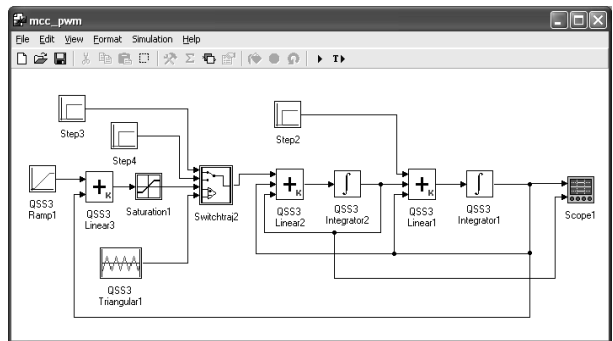 mcc_pwm
File Edit View Format Simulation Help
T
Step3
Step4
Step2
QSS3
Ramp1
K
QSS3
Linear3
Saturation1
Switchtraj2
K
QSS3
Linear2
QSS3
Integrator2
K
QSS3
Linear1
QSS3
Integrator1
Scope1
QSS3
Triangular1